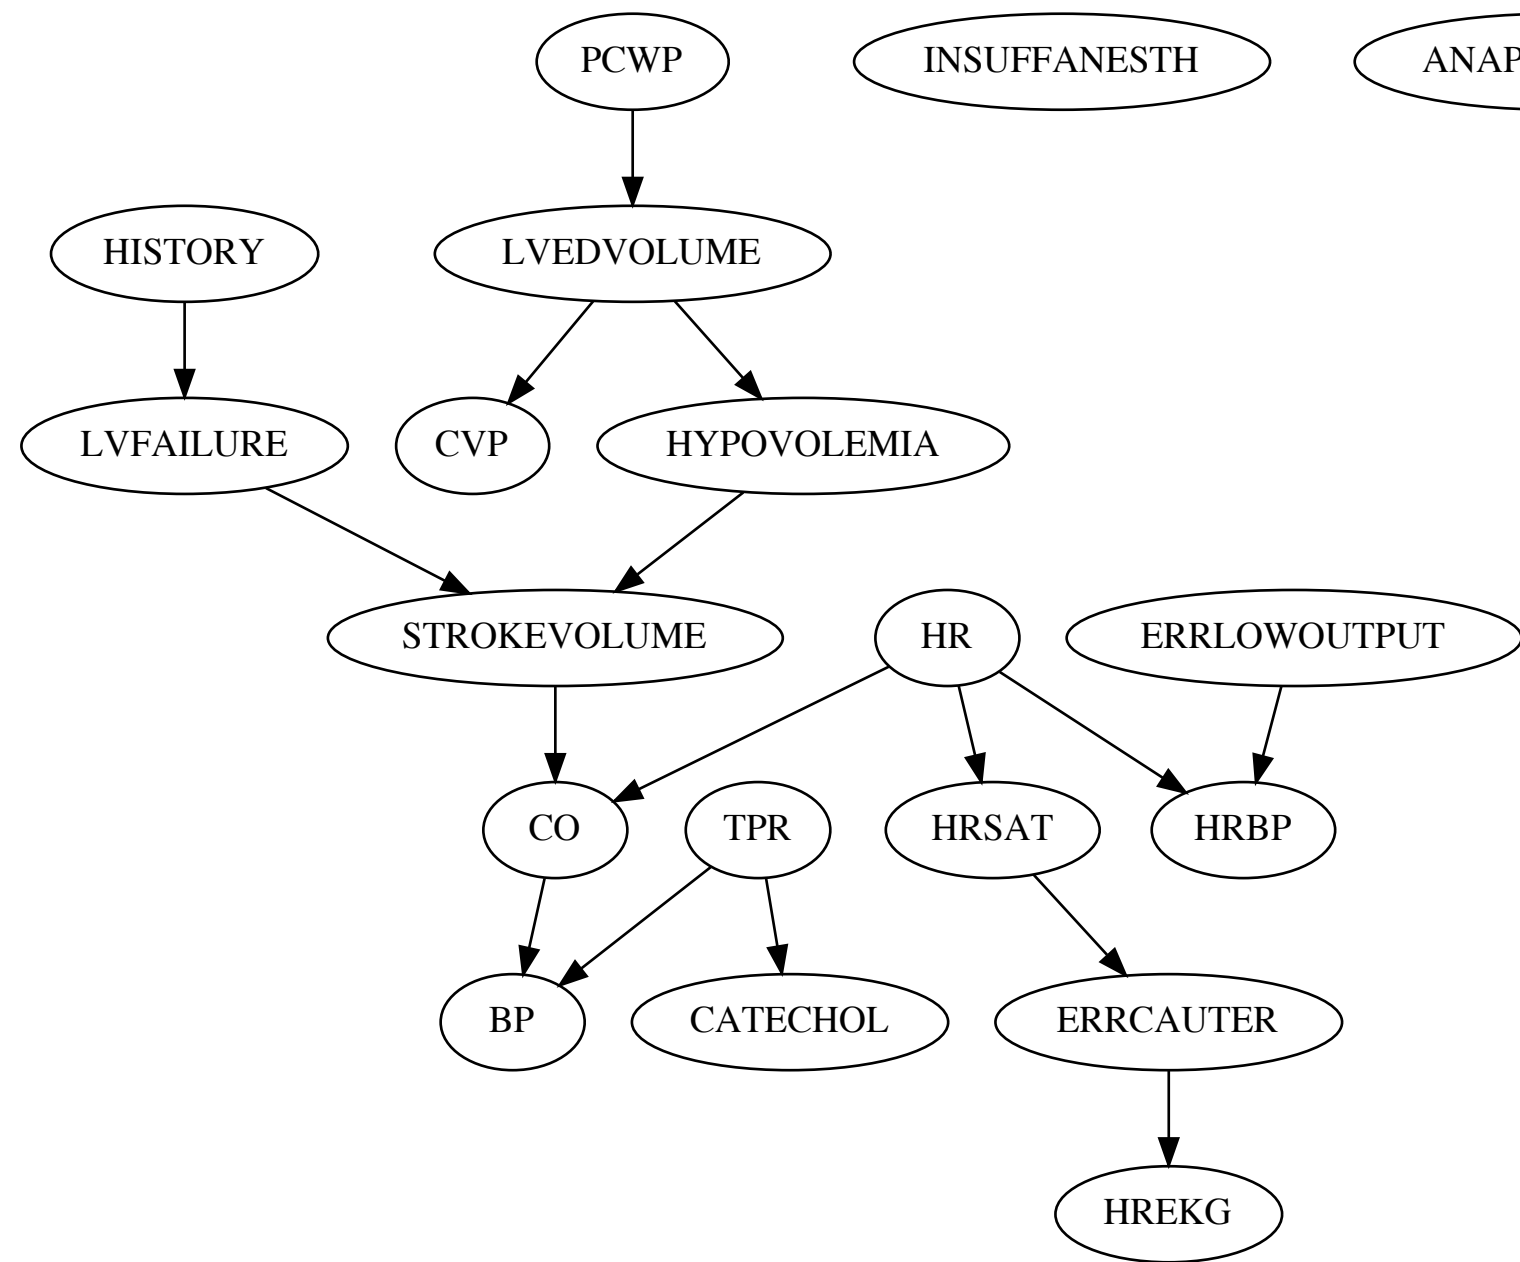 PCWP
INSUFFANESTH
ANAP
HISTORY
LVEDVOLUME
LVFAILURE
CVP
HYPOVOLEMIA
STROKEVOLUME
HR
ERRLOWOUTPUT
CO
TPR
HRSAT
HRBP
BP
CATECHOL
ERRCAUTER
HREKG